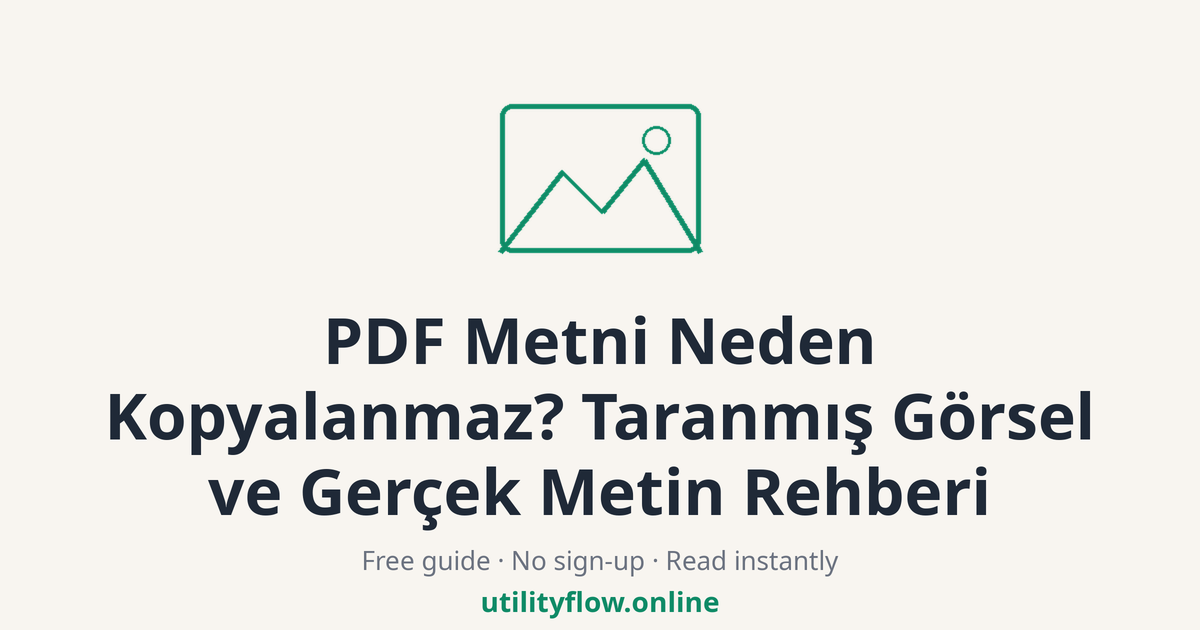 PDF Metni Neden
Kopyalanmaz? Taranmış Görsel
ve Gerçek Metin Rehberi
Free guide · No sign-up · Read instantly
utilityflow.online